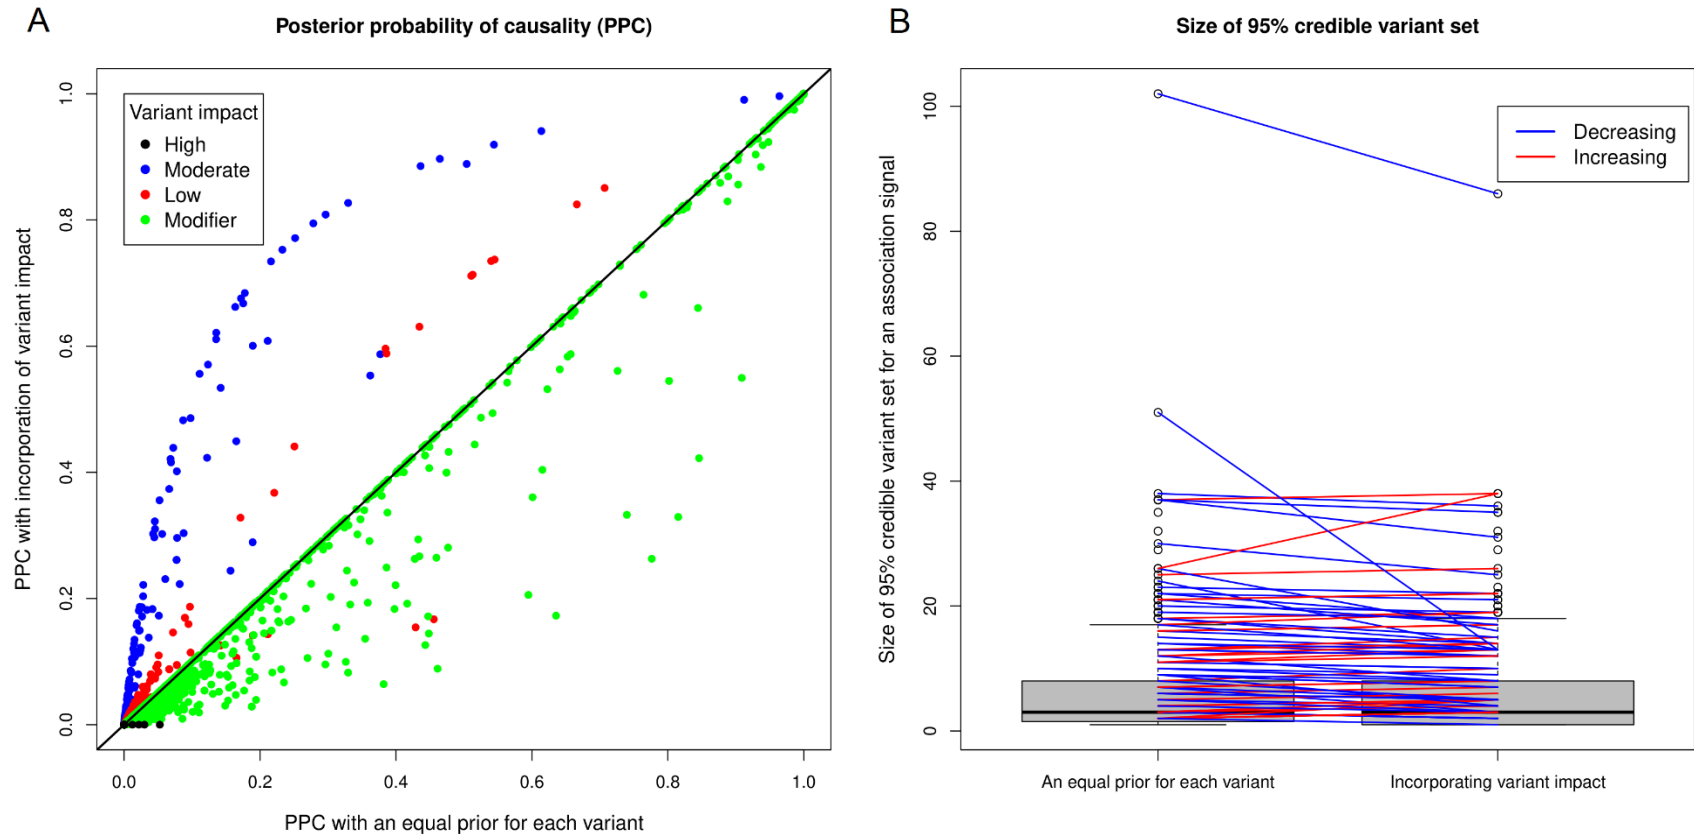 A
Posterior probability of causality (PPC)
PPC with incorporation of variant impact
1.0
0.8
0.6
0.4
0.2
0.0
Variant impact
High
Moderate
Low
Modifier
0.0 0.2 0.4 0.6 0.8 1.0
PPC with an equal prior for each variant
B
Size of 95% credible variant set
Size of 95% credible variant set for an association signal
100
80
60
40
20
0
Decreasing
Increasing
An equal prior for each variant
Incorporating variant impact